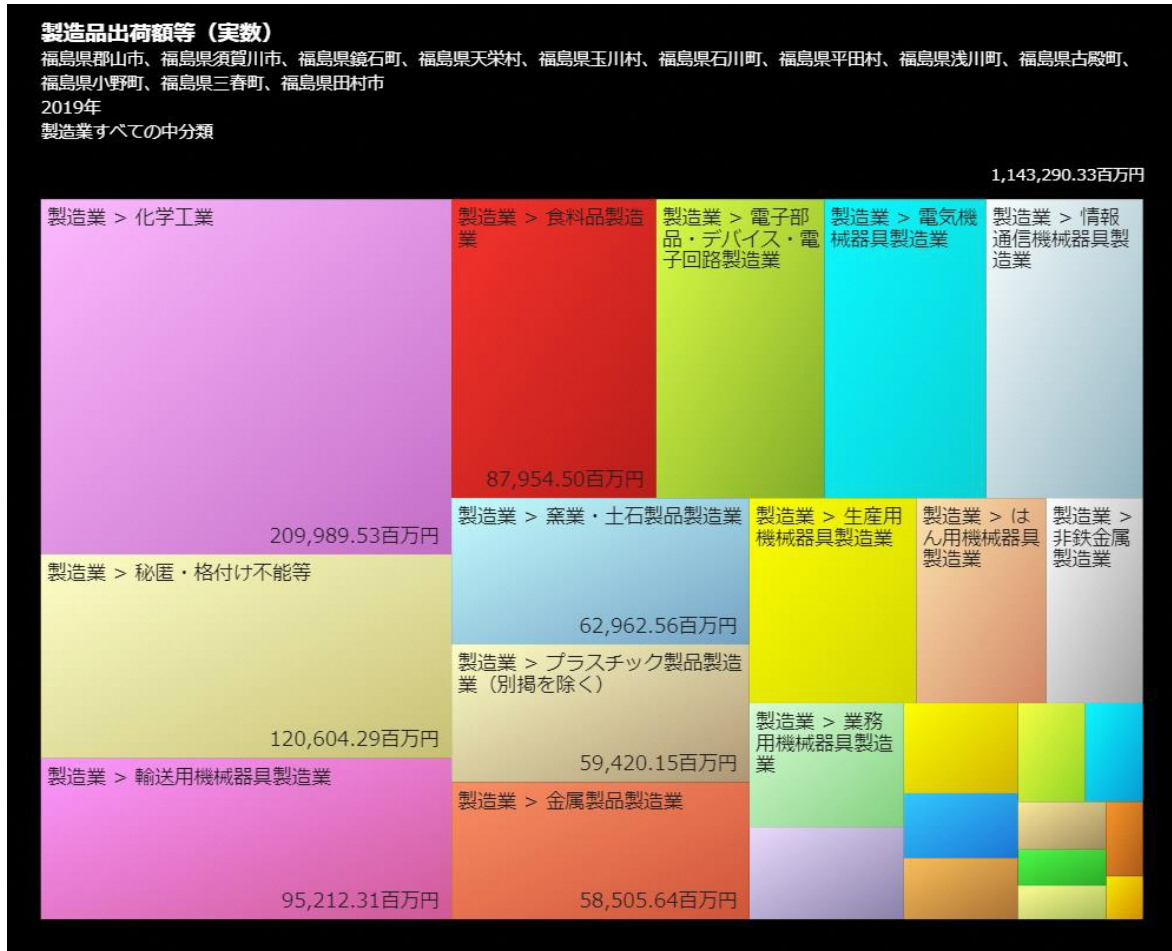 製造品出荷額等（実数）
福島県郡山市、福島県須賀川市、福島県鏡石町、福島県天栄村、福島県玉川村、福島県石川町、福島県平田村、福島県浅川町、福島県古殿町、
福島県小野町、福島県三春町、福島県田村市
2019年
製造業すべての中分類
1,143,290.33百万円
製造業 > 化学工業
209,989.53百万円
製造業 > 秘匿・格付け不能等
120,604.29百万円
製造業 > 輸送用機械器具製造業
95,212.31百万円
製造業 > 食料品製造
業
87,954.50百万円
製造業 > 電子部
品・デバイス・電
子回路製造業
製造業 > 電気機
械器具製造業
製造業 > 情報
通信機械器具製
造業
製造業 > 窯業・土石製品製造業
62,962.56百万円
製造業 > プラスチック製品製造
業（別掲を除く）
59,420.15百万円
製造業 > 金属製品製造業
58,505.64百万円
製造業 > 生産用
機械器具製造業
製造業 > は
ん用機械器具
製造業
製造業 >
非鉄金属
製造業
製造業 > 業務
用機械器具製造
業